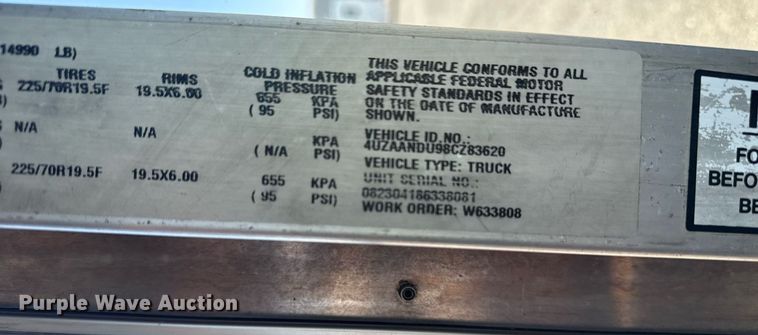 14990 LB)
TIRES RIMS COLD INFLATION PRESSURE
225/70R19.5F 19.5X6.00 655 KPA
( 95 PSI)
N/A N/A KPA
( N/A PSI)
225/70R19.5F 19.5X6.00 655 KPA
( 95 PSI)
THIS VEHICLE CONFORMS TO ALL
APPLICABLE FEDERAL MOTOR
SAFETY STANDARDS IN EFFECT
ON THE DATE OF MANUFACTURE
SHOWN.
VEHICLE ID.NO.:
4UZAANDU98CZ83620
VEHICLE TYPE: TRUCK
UNIT SERIAL NO.:
082304186338081
WORK ORDER: W633808
FO
BEFO
BE
Purple Wave Auction